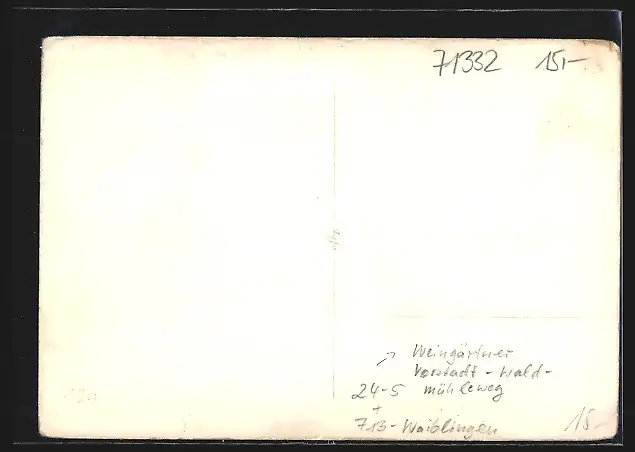 71332 15,-
Weingärtner
Vorstadt - Wald-
24-5 mühleweg
+
713 - Waiblingen
15,-